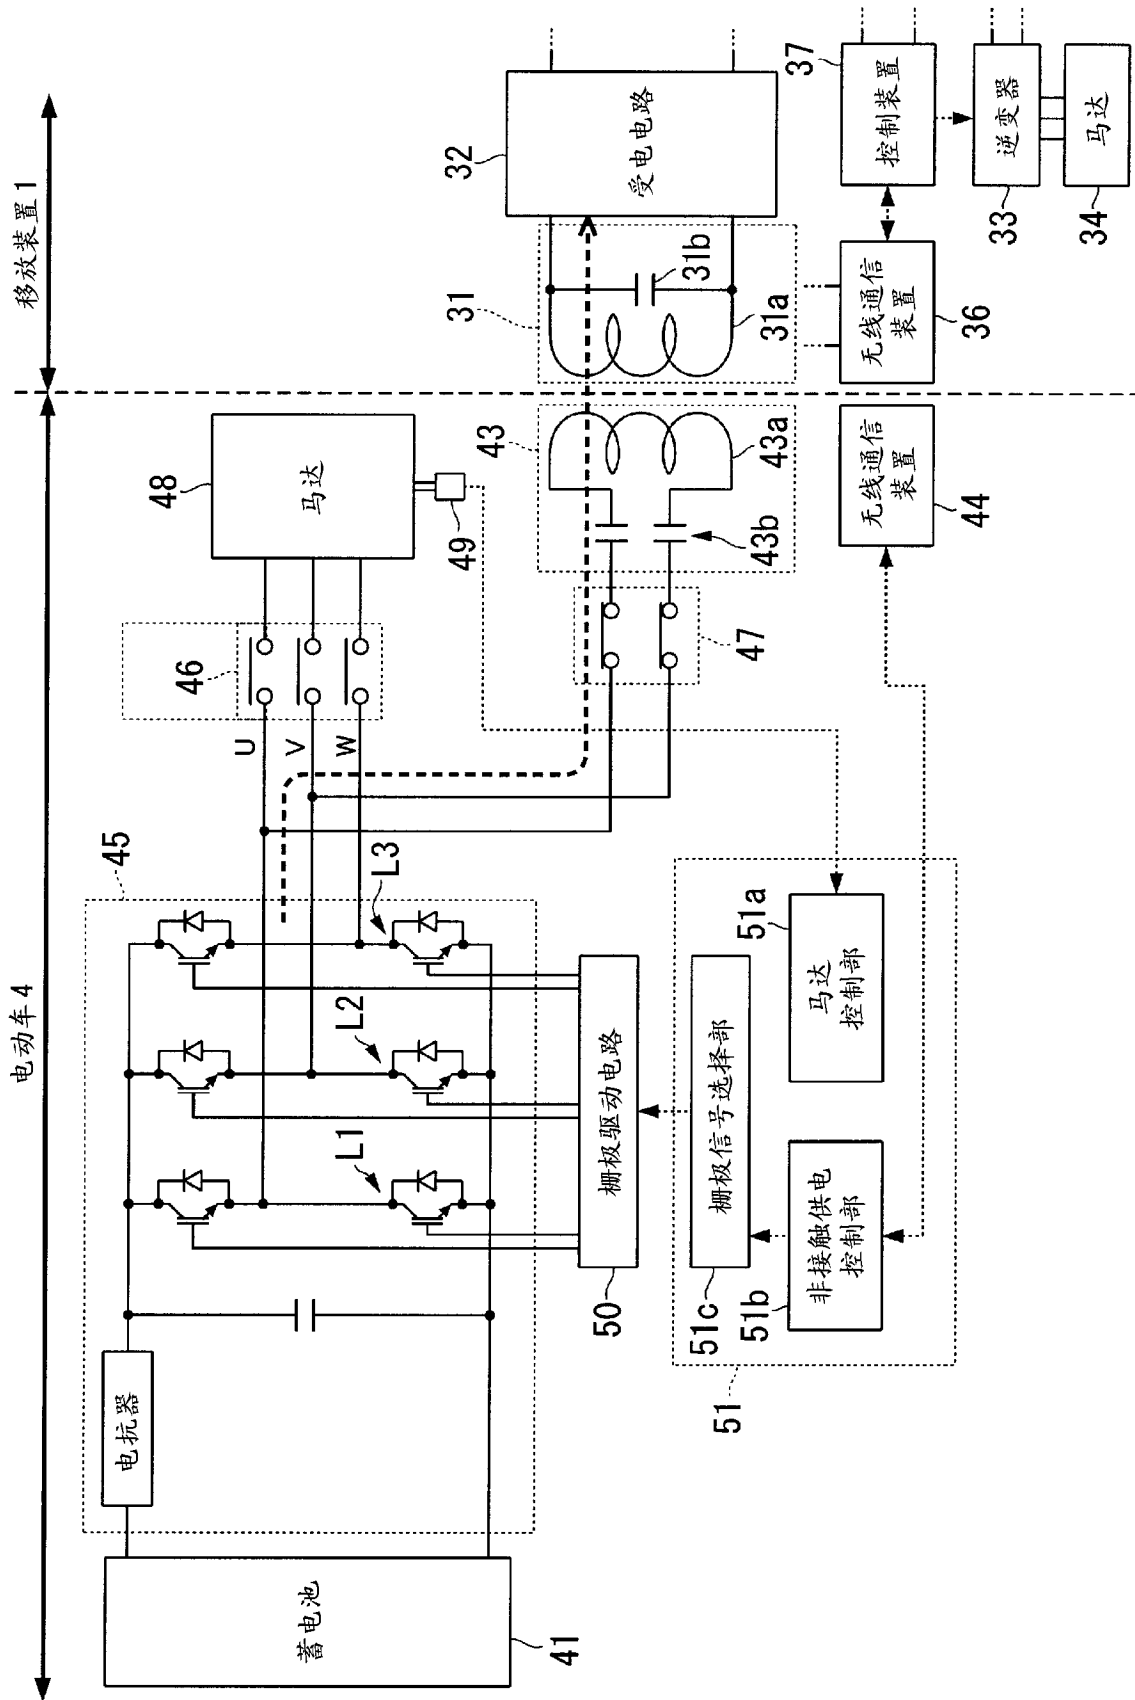 电动车4
移放装置1
蓄电池
41
电抗器
45
L1
L2
L3
U
V
W
46
马达
48
49
47
43
43a
43b
31
31a
31b
受电电路
32
栅极驱动电路
50
51
栅极信号选择部
51c
非接触供电
控制部
51b
马达
控制部
51a
无线通信
装置
44
无线通信
装置
36
控制装置
37
逆变器
33
马达
34